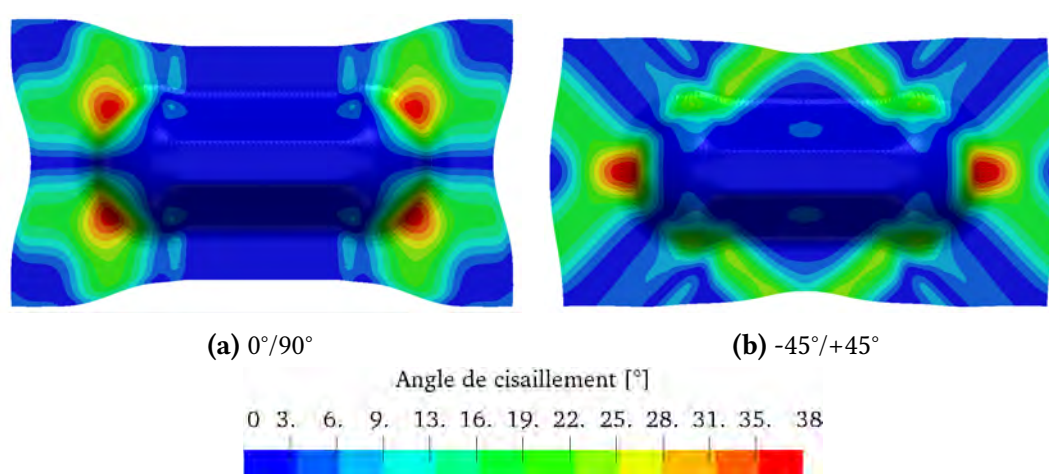 (a) 0°/90°
(b) -45°/+45°
Angle de cisaillement [°]
0 3. 6. 9. 13. 16. 19. 22. 25. 28. 31. 35. 38